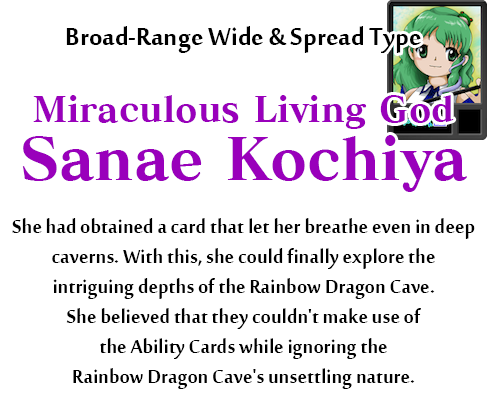 Broad-Range Wide & Spread Type
Miraculous Living God
Sanae Kochiya
She had obtained a card that let her breathe even in deep
caverns. With this, she could finally explore the
intriguing depths of the Rainbow Dragon Cave.
She believed that they couldn't make use of
the Ability Cards while ignoring the
Rainbow Dragon Cave's unsettling nature.